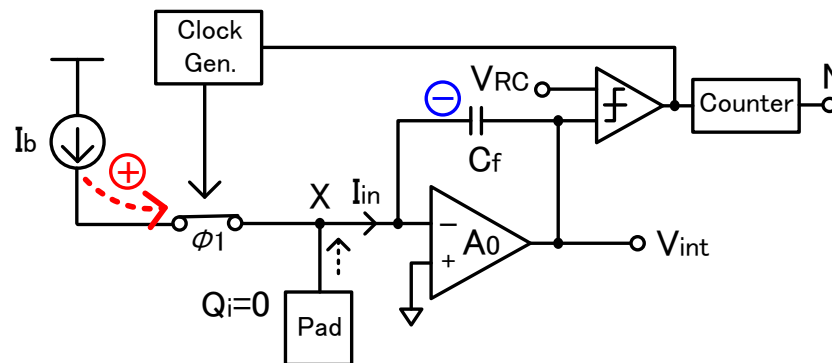 Clock
Gen.
VRC
N
Counter
Ib
+
−
Cf
X
Iin
Φ1
−
A0
+
Vint
Qi=0
Pad